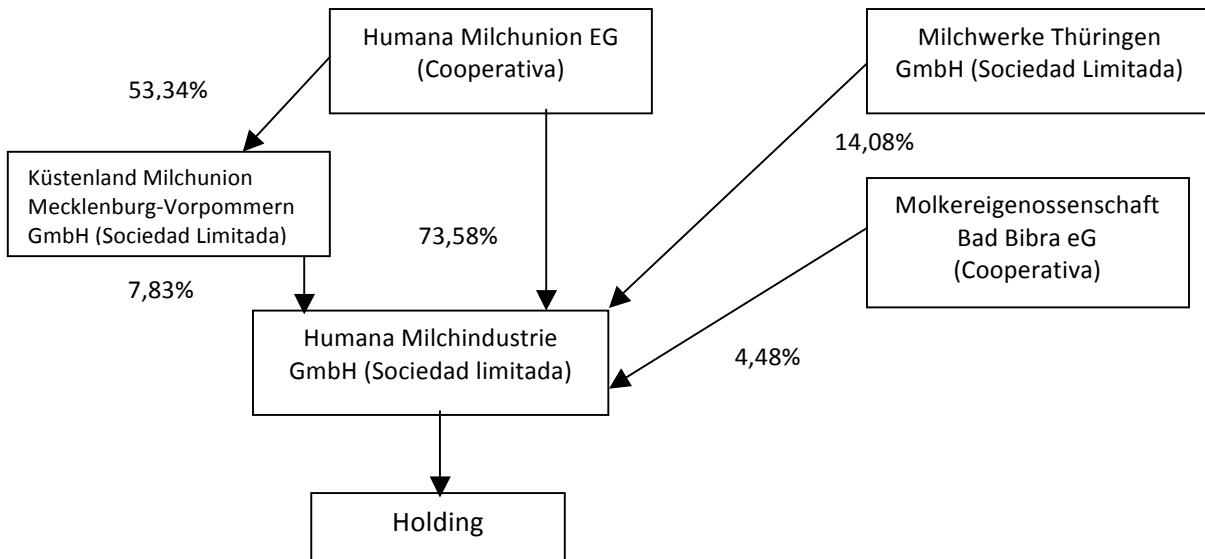 Humana Milchunion EG
(Cooperativa)
Milchwerke Thüringen
GmbH (Sociedad Limitada)
53,34%
14,08%
Küstenland Milchunion
Mecklenburg-Vorpommern
GmbH (Sociedad Limitada)
Molkereigenossenschaft
Bad Bibra eG
(Cooperativa)
73,58%
7,83%
Humana Milchindustrie
GmbH (Sociedad limitada)
4,48%
Holding